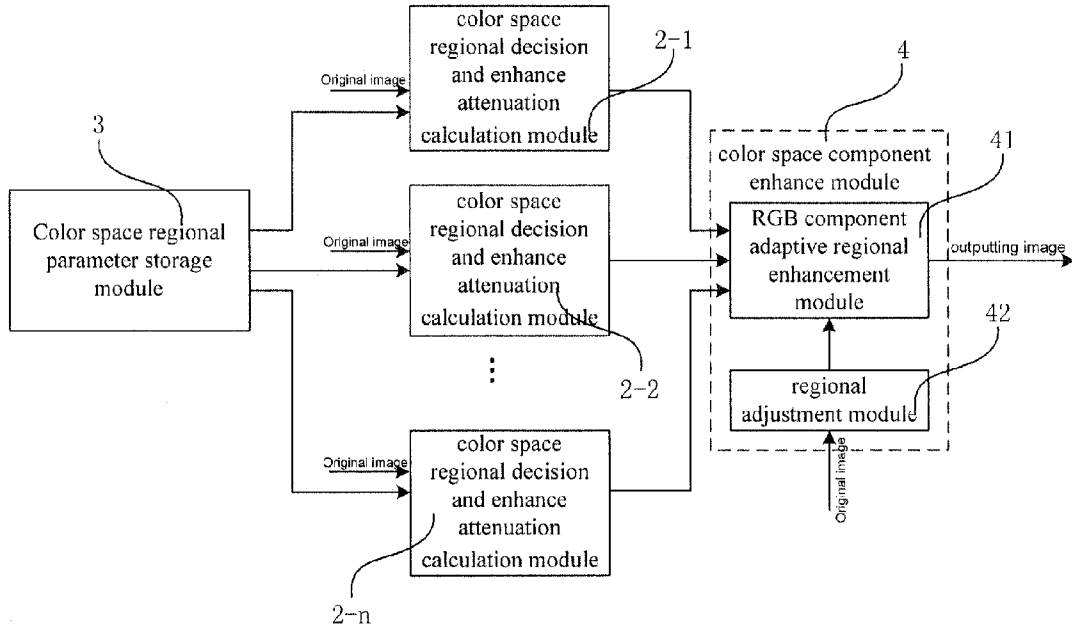 3
Color space regional
parameter storage
module
Original image
color space
regional decision
and enhance
attenuation
calculation module
2-1
Original image
color space
regional decision
and enhance
attenuation
calculation module
2-2
Original image
color space
regional decision
and enhance
attenuation
calculation module
2-n
4
color space component
enhance module
41
RGB component
adaptive regional
enhancement
module
outputting image
42
regional
adjustment module
Original image